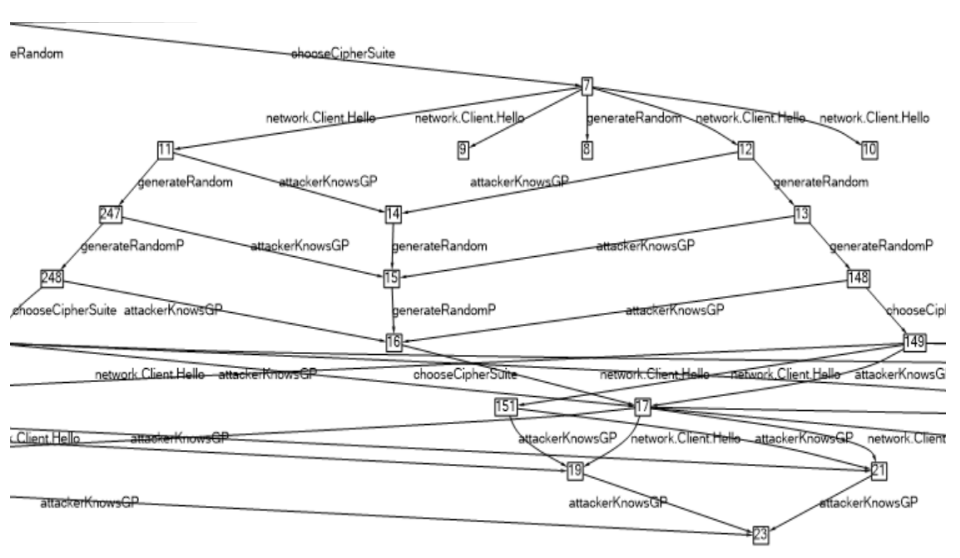 eRandom chooseCipherSuite
7
network.Client.Hello network.Client.Hello generateRandom network.Client.Hello network.Client.Hello
11 9 8 12 10
generateRandom attackerKnowsGP attackerKnowsGP generateRandom
247 14 13
generateRandomP attackerKnowsGP generateRandom attackerKnowsGP generateRandomP
248 15 148
chooseCipherSuite attackerKnowsGP generateRandomP attackerKnowsGP chooseCipl
16 149
network.Client.Hello attackerKnowsGP chooseCipherSuite network.Client.Hello network.Client.Hello attackerKnowsG
151 17
k.Client.Hello attackerKnowsGP attackerKnowsGP network.Client.Hello attackerKnowsGP network.Client
19 21
attackerKnowsGP attackerKnowsGP attackerKnowsGP
23